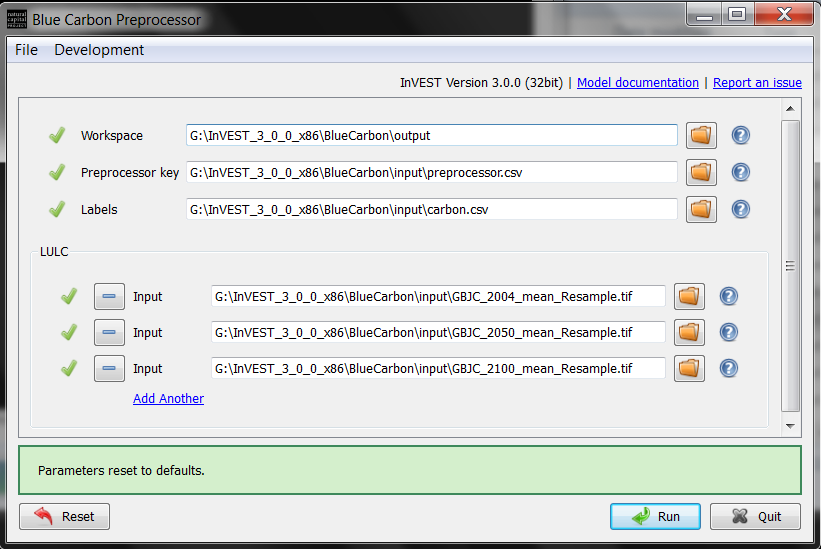 natural capital PROJECT
Blue Carbon Preprocessor
File Development
InVEST Version 3.0.0 (32bit) | Model documentation | Report an issue
Workspace G:\InVEST_3_0_0_x86\BlueCarbon\output
Preprocessor key G:\InVEST_3_0_0_x86\BlueCarbon\input\preprocessor.csv
Labels G:\InVEST_3_0_0_x86\BlueCarbon\input\carbon.csv
LULC
Input G:\InVEST_3_0_0_x86\BlueCarbon\input\GBJC_2004_mean_Resample.tif
Input G:\InVEST_3_0_0_x86\BlueCarbon\input\GBJC_2050_mean_Resample.tif
Input G:\InVEST_3_0_0_x86\BlueCarbon\input\GBJC_2100_mean_Resample.tif
Add Another
Parameters reset to defaults.
Reset Run Quit